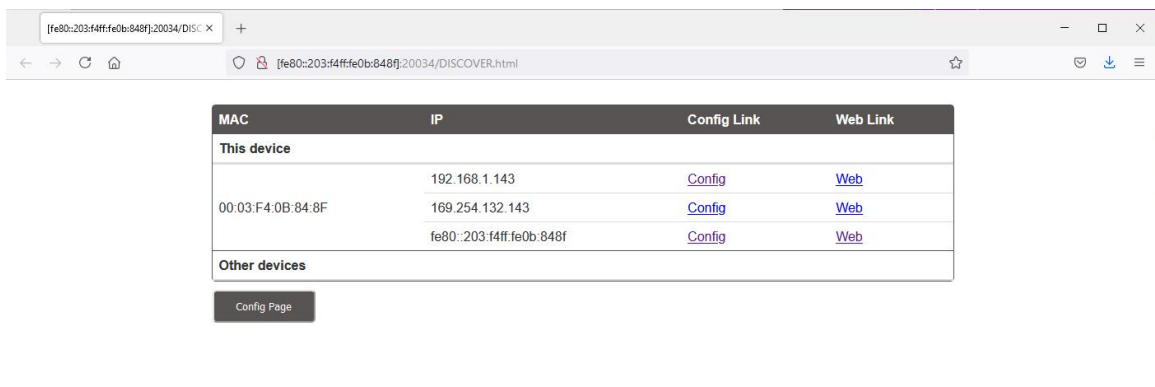 [fe80::203:f4ff:fe0b:848f]:20034/DISC
[fe80::203:f4ff:fe0b:848f]:20034/DISCOVER.html
MAC IP Config Link Web Link
This device
192.168.1.143 Config Web
00:03:F4:0B:84:8F 169.254.132.143 Config Web
fe80::203:f4ff:fe0b:848f Config Web
Other devices
Config Page